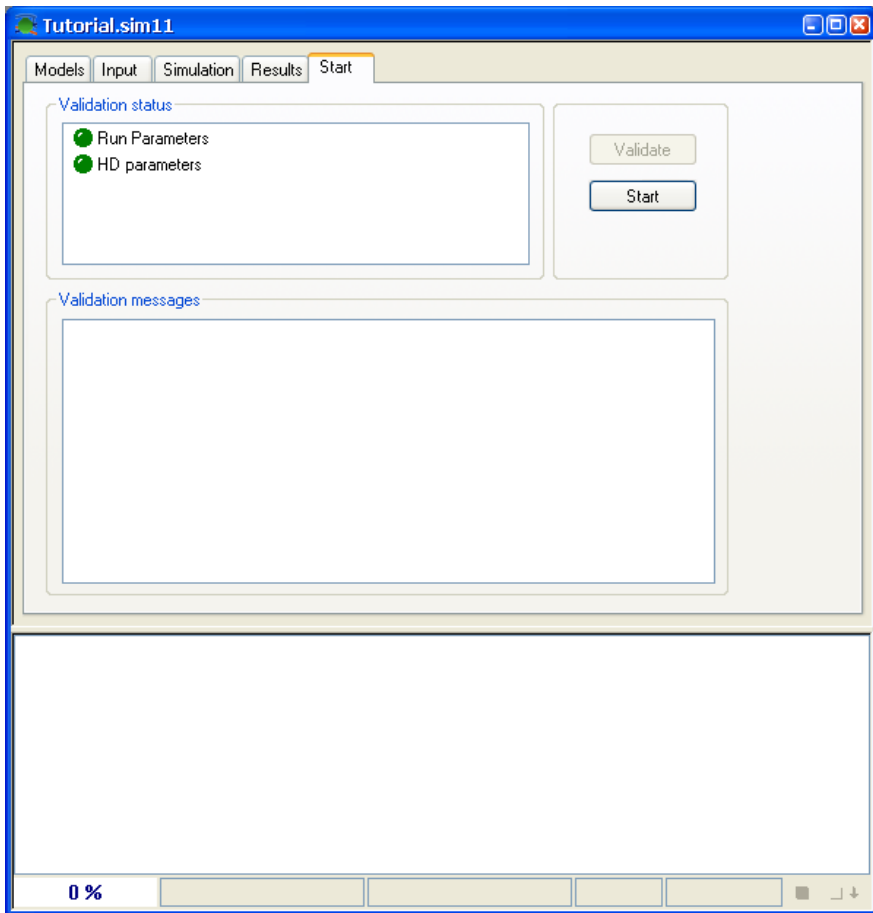 Tutorial.sim11
Models Input Simulation Results Start
Validation status
Run Parameters
HD parameters
Validate
Start
Validation messages
0 %